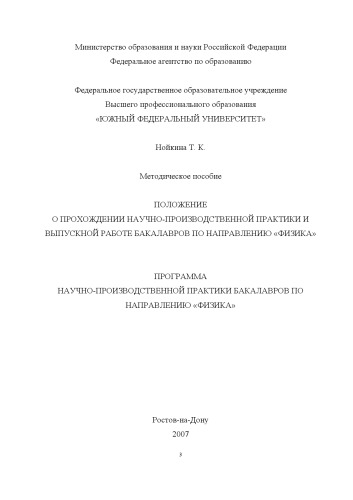 Министерство образования и науки Российской Федерации
Федеральное агентство по образованию
Федеральное государственное образовательное учреждение
Высшего профессионального образования
«ЮЖНЫЙ ФЕДЕРАЛЬНЫЙ УНИВЕРСИТЕТ»
Нойкина Т. К.
Методическое пособие
ПОЛОЖЕНИЕ
О ПРОХОЖДЕНИИ НАУЧНО-ПРОИЗВОДСТВЕННОЙ ПРАКТИКИ И
ВЫПУСКНОЙ РАБОТЕ БАКАЛАВРОВ ПО НАПРАВЛЕНИЮ «ФИЗИКА»
ПРОГРАММА
НАУЧНО-ПРОИЗВОДСТВЕННОЙ ПРАКТИКИ БАКАЛАВРОВ ПО
НАПРАВЛЕНИЮ «ФИЗИКА»
Ростов-на-Дону
2007
3